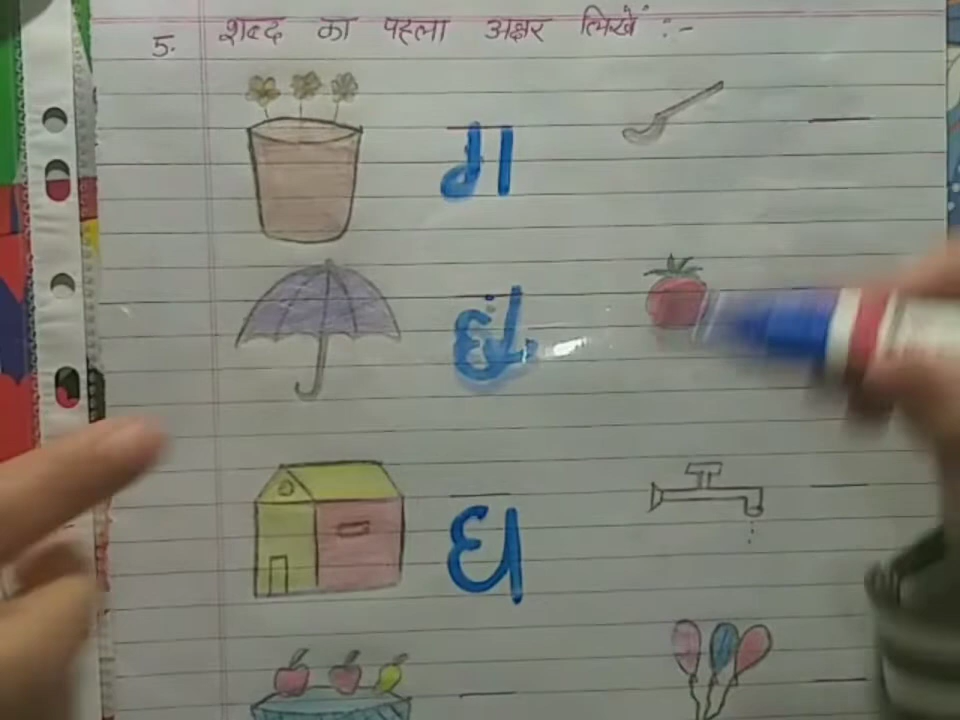 5. शब्द का पहला अक्षर लिखें :-
ग
छ
घ